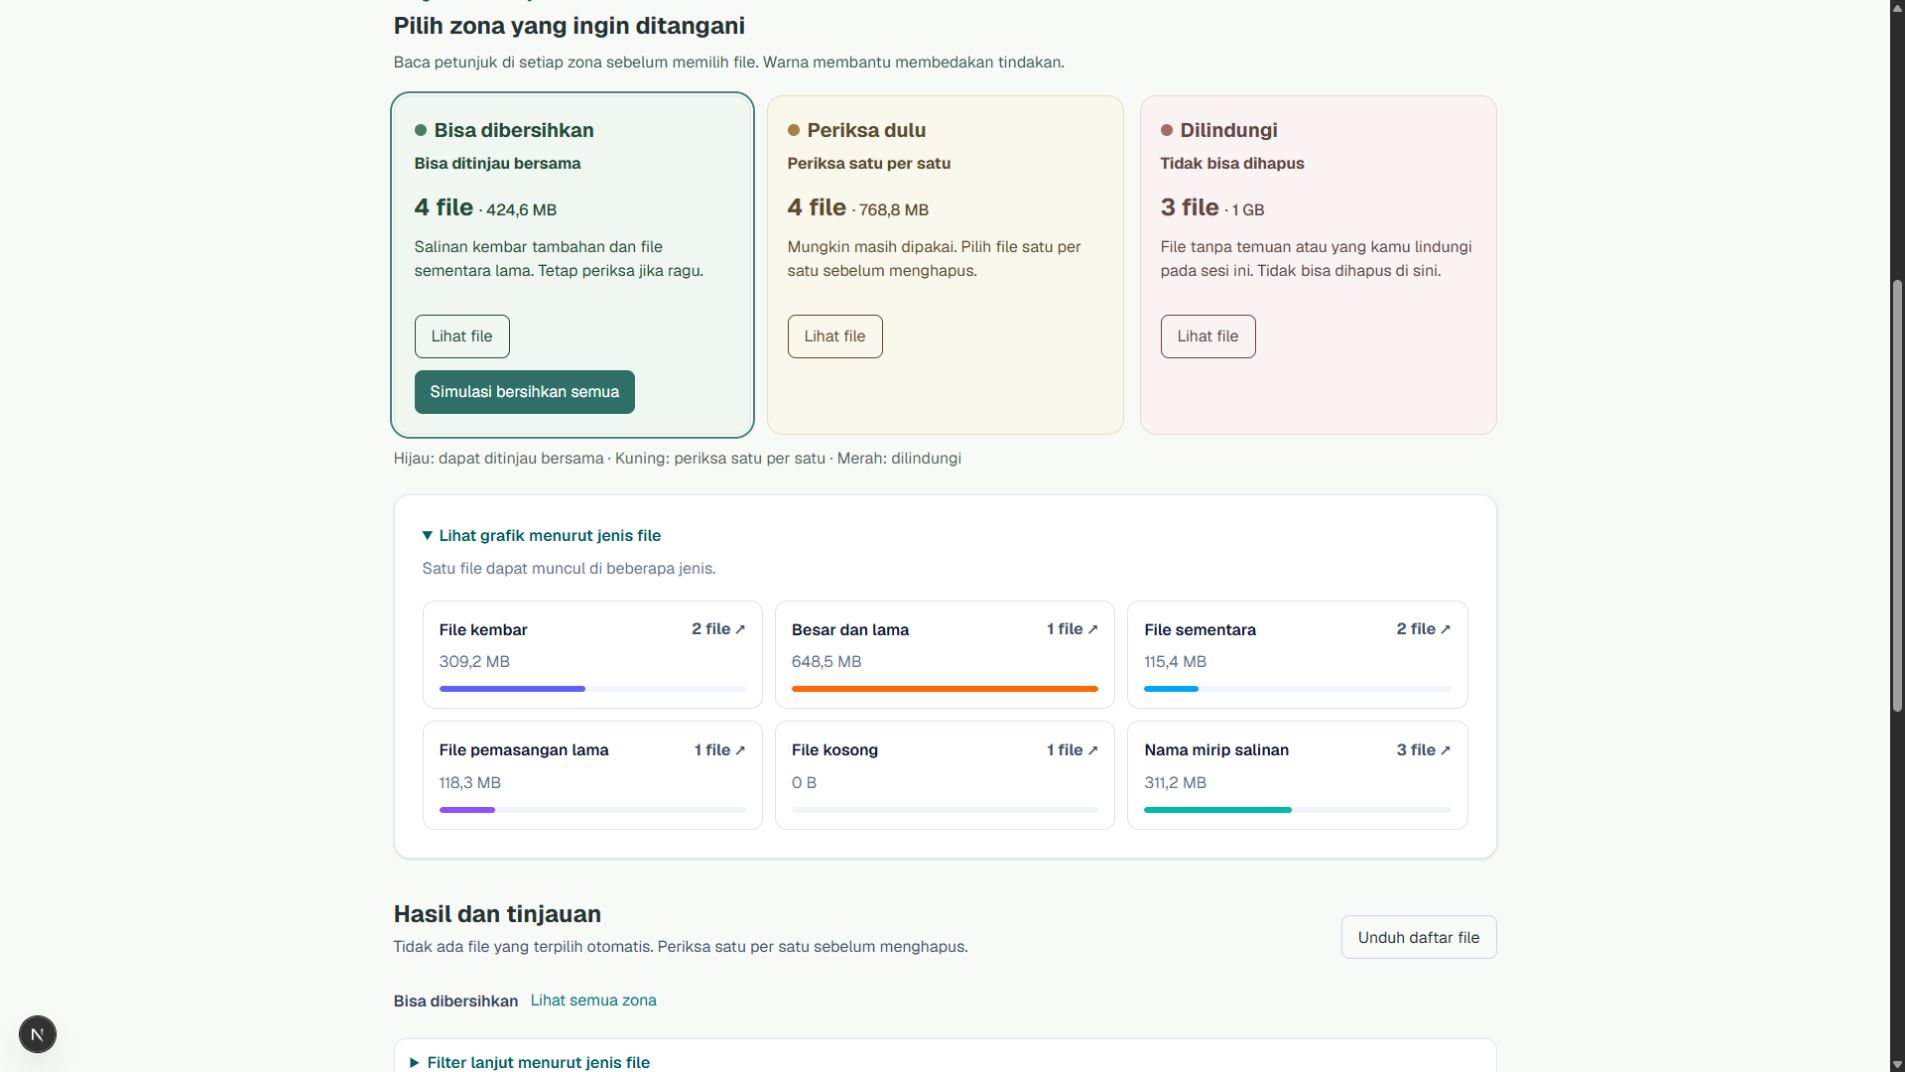 Pilih zona yang ingin ditangani
Baca petunjuk di setiap zona sebelum memilih file. Warna membantu membedakan tindakan.
Bisa dibersihkan
Bisa ditinjau bersama
4 file · 424,6 MB
Salinan kembar tambahan dan file
sementara lama. Tetap periksa jika ragu.
Lihat file
Simulasi bersihkan semua
Periksa dulu
Periksa satu per satu
4 file · 768,8 MB
Mungkin masih dipakai. Pilih file satu per
satu sebelum menghapus.
Lihat file
Dilindungi
Tidak bisa dihapus
3 file · 1 GB
File tanpa temuan atau yang kamu lindungi
pada sesi ini. Tidak bisa dihapus di sini.
Lihat file
Hijau: dapat ditinjau bersama · Kuning: periksa satu per satu · Merah: dilindungi
▼ Lihat grafik menurut jenis file
Satu file dapat muncul di beberapa jenis.
File kembar 2 file ↗
309,2 MB
Besar dan lama 1 file ↗
648,5 MB
File sementara 2 file ↗
115,4 MB
File pemasangan lama 1 file ↗
118,3 MB
File kosong 1 file ↗
0 B
Nama mirip salinan 3 file ↗
311,2 MB
Hasil dan tinjauan
Tidak ada file yang terpilih otomatis. Periksa satu per satu sebelum menghapus.
Unduh daftar file
Bisa dibersihkan Lihat semua zona
N
▶ Filter lanjut menurut jenis file